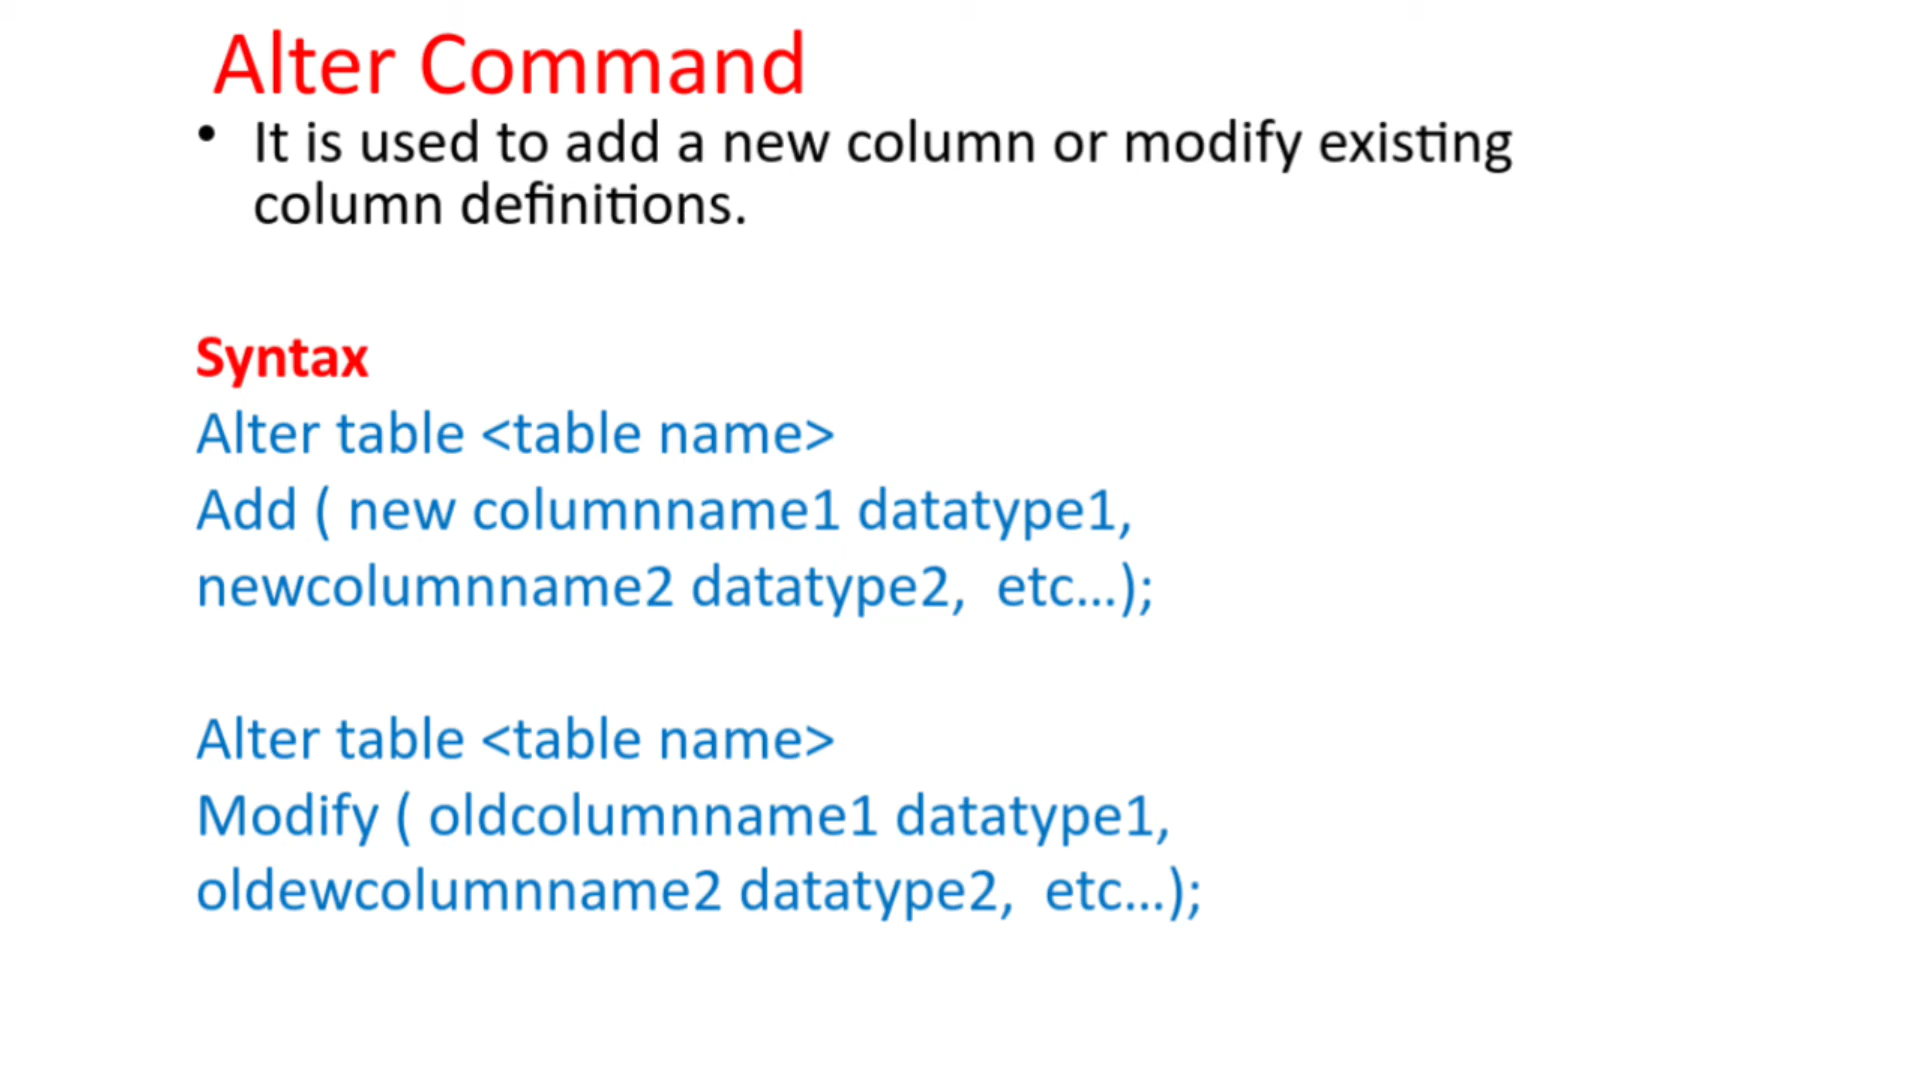 Alter Command
• It is used to add a new column or modify existing
column definitions.
Syntax
Alter table <table name>
Add ( new columnname1 datatype1,
newcolumnname2 datatype2,  etc...);
Alter table <table name>
Modify ( oldcolumnname1 datatype1,
oldewcolumnname2 datatype2,  etc...);